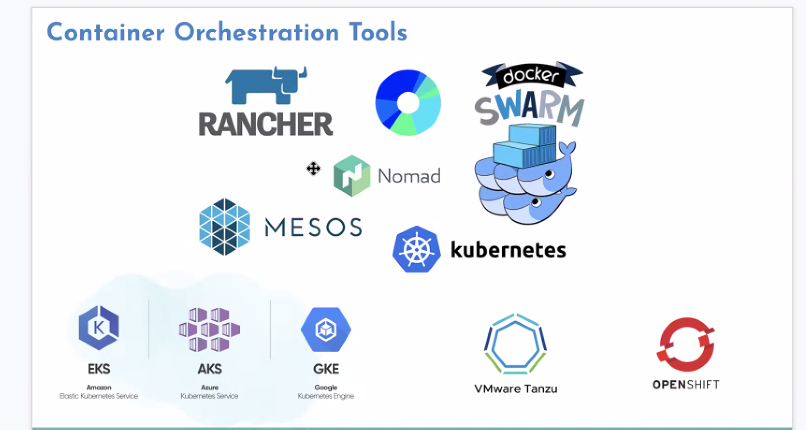 Container Orchestration Tools
RANCHER
docker
SWARM
Nomad
MESOS
kubernetes
K
EKS
Amazon
Elastic Kubernetes Service
AKS
Azure
Kubernetes Service
GKE
Google
Kubernetes Engine
VMware Tanzu
OPENSHIFT